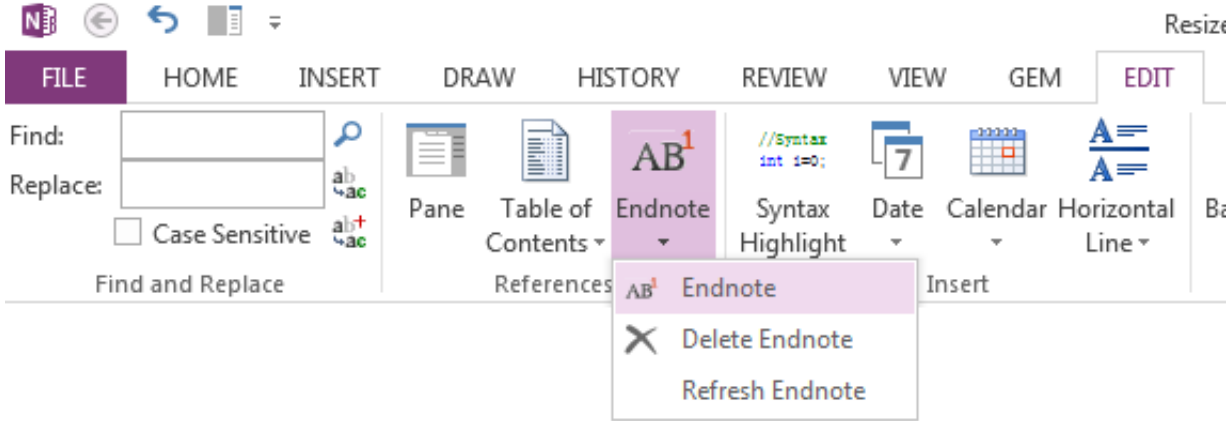 Resize
FILE HOME INSERT DRAW HISTORY REVIEW VIEW GEM EDIT
Find:
Replace:
Case Sensitive
Find and Replace
Pane
Table of
Contents
References
AB1
Endnote
//Syntax
int i=0;
Syntax
Highlight
7
Date
Calendar
Horizontal
Line
Insert
Ba
AB1 Endnote
Delete Endnote
Refresh Endnote